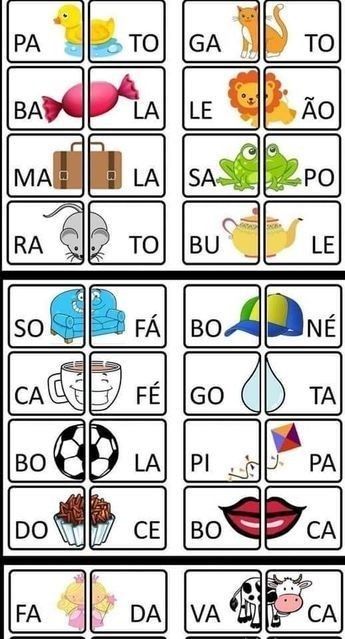 PA TO GA TO
BA LA LE ÃO
MA LA SA PO
RA TO BU LE
SO FÁ BO NÉ
CA FÉ GO TA
BO LA PI PA
DO CE BO CA
FA DA VA CA